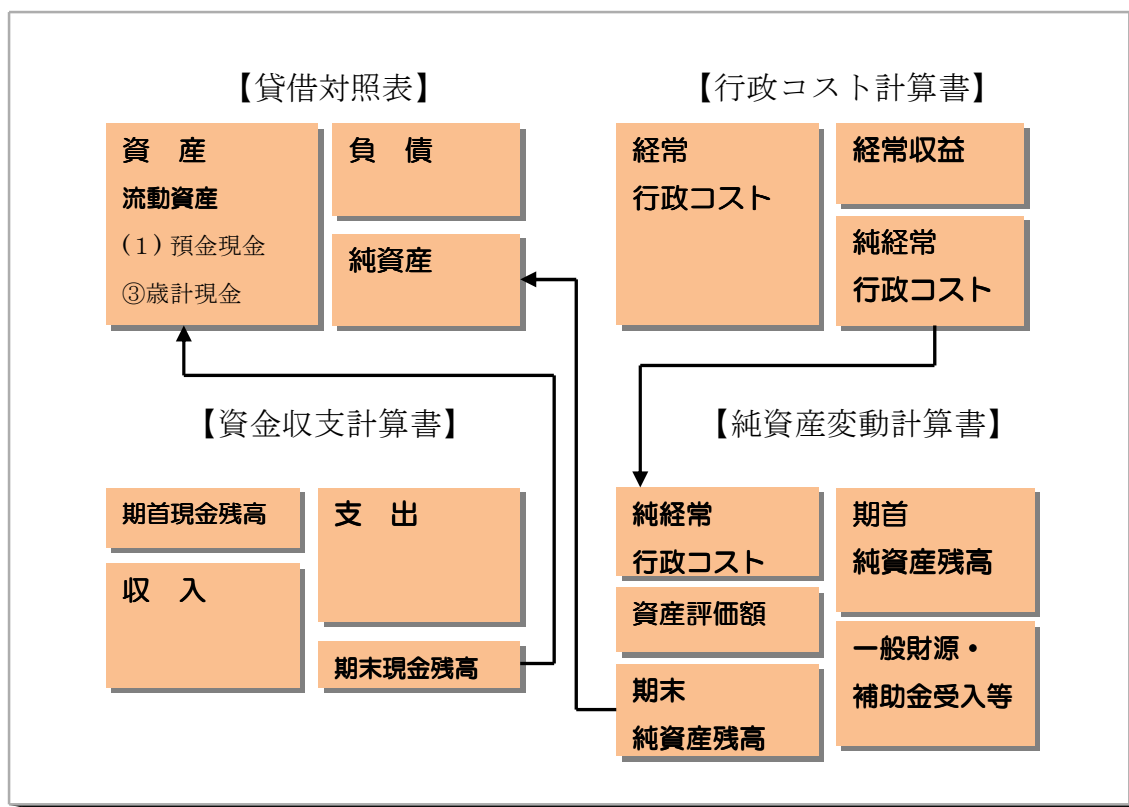 【貸借対照表】
資　産
流動資産
(１)預金現金
③歳計現金
負　債
純資産
【行政コスト計算書】
経常
行政コスト
経常収益
純経常
行政コスト
【資金収支計算書】
期首現金残高
収　入
支　出
期末現金残高
【純資産変動計算書】
純経常
行政コスト
資産評価額
期末
純資産残高
期首
純資産残高
一般財源・
補助金受入等